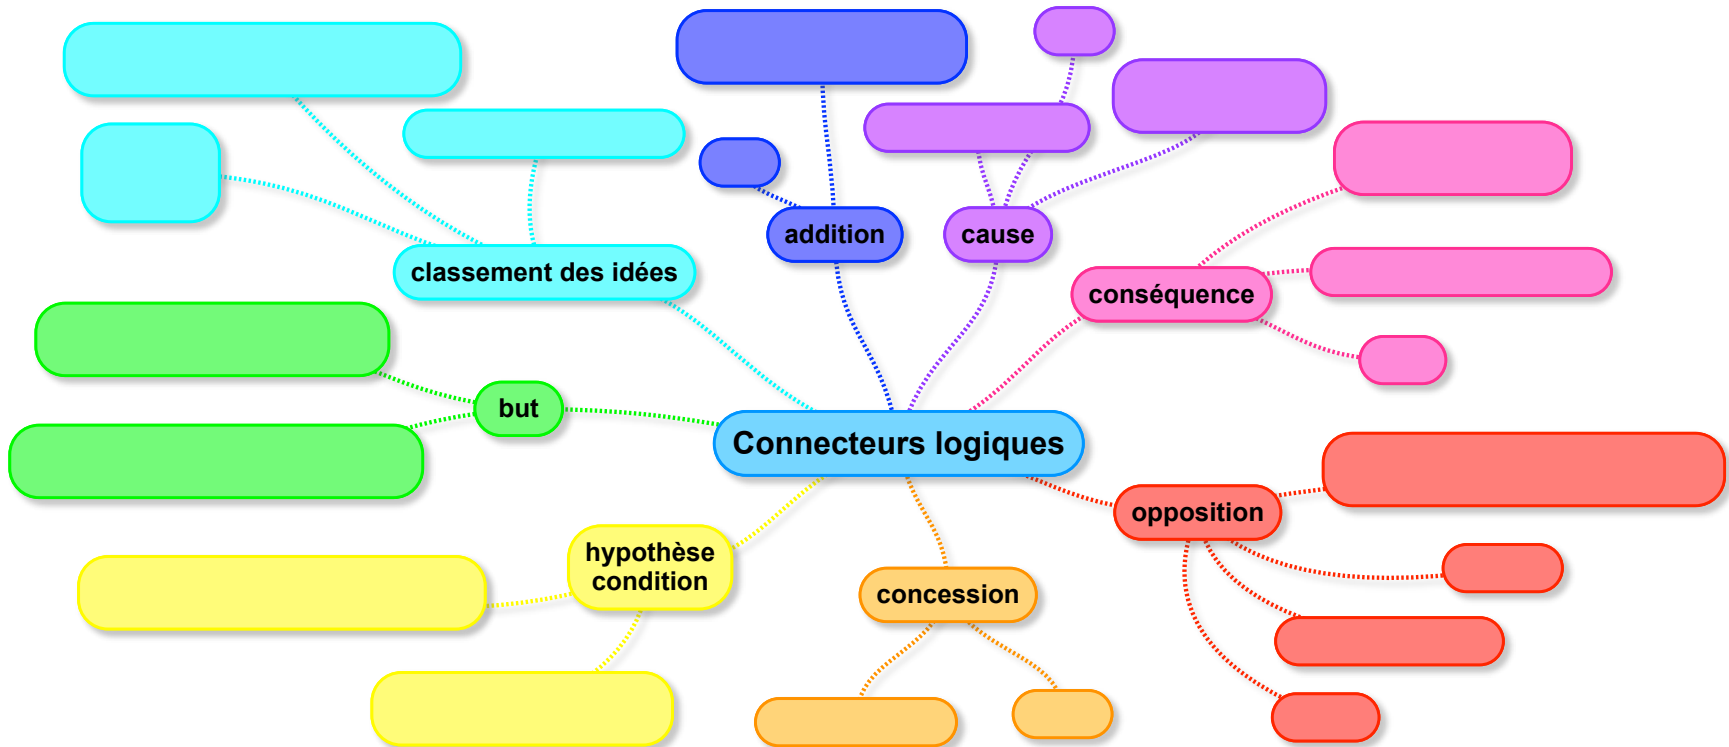 addition
cause
classement des idées
conséquence
but
Connecteurs logiques
opposition
hypothèse
condition
concession